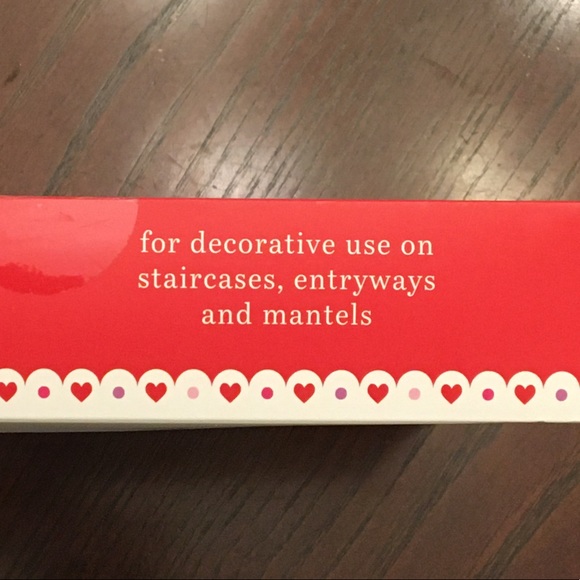 for decorative use on
staircases, entryways
and mantels